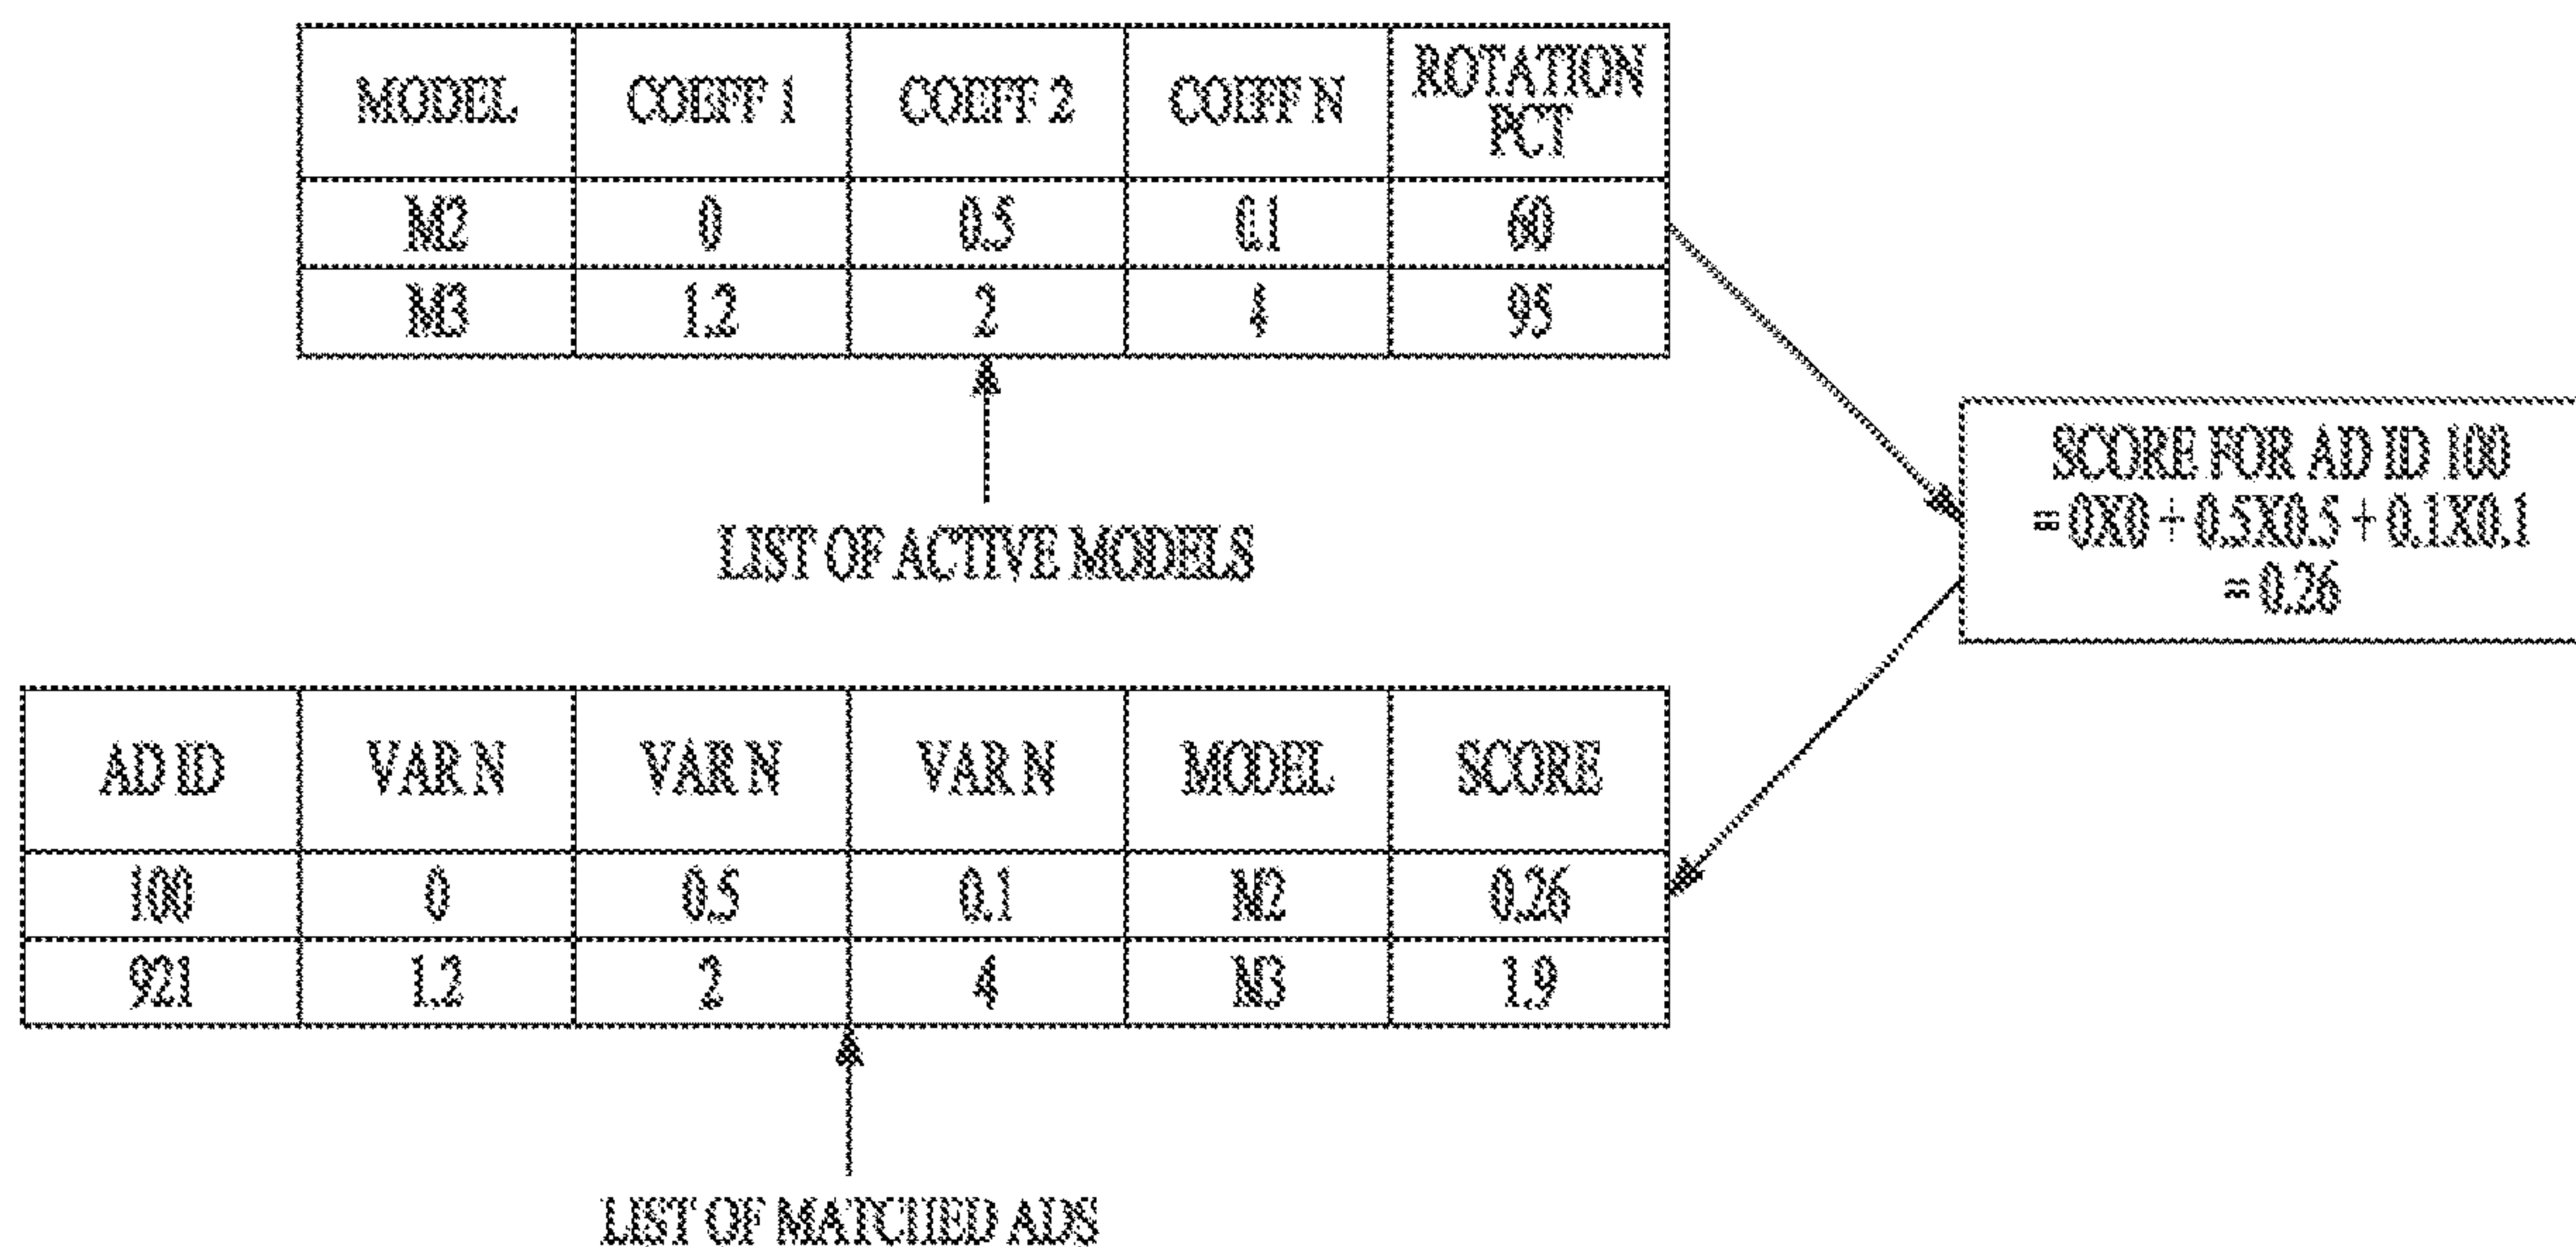 MODEL COEFF 1 COEFF 2 COEFF N ROTATION PCT
M2 0 0.5 0.1 60
M3 1.2 2 4 95
LIST OF ACTIVE MODELS
SCORE FOR AD ID 100
= 0X0 + 0.5X0.5 + 0.1X0.1
= 0.26
AD ID VAR N VAR N VAR N MODEL SCORE
100 0 0.5 0.1 M2 0.26
921 1.2 2 4 M3 1.9
LIST OF MATCHED ADS